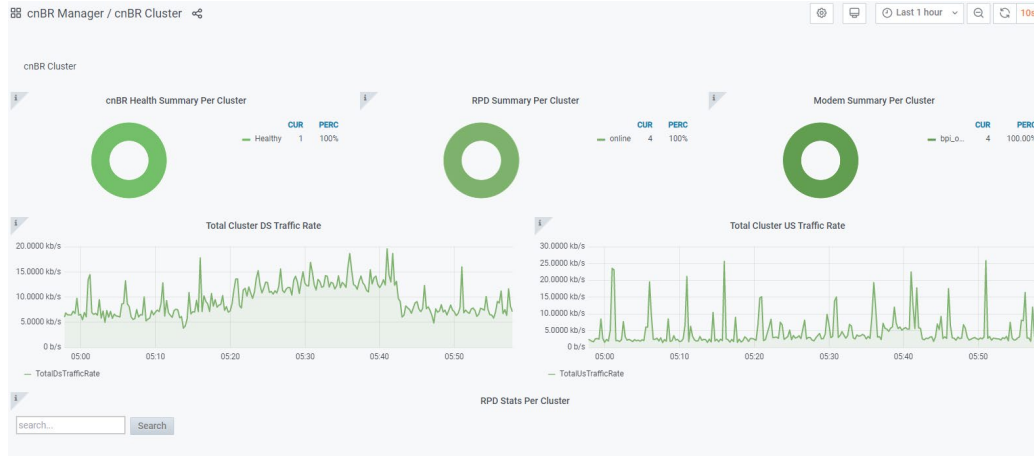 cnBR Manager / cnBR Cluster
Last 1 hour
10s
cnBR Cluster
i
cnBR Health Summary Per Cluster
CUR PERC
Healthy 1 100%
i
RPD Summary Per Cluster
CUR PERC
online 4 100%
i
Modem Summary Per Cluster
CUR PERC
bpi_o... 4 100.00%
i
Total Cluster DS Traffic Rate
20.0000 kb/s
15.0000 kb/s
10.0000 kb/s
5.0000 kb/s
0 b/s
05:00 05:10 05:20 05:30 05:40 05:50
TotalDsTrafficRate
i
Total Cluster US Traffic Rate
30.0000 kb/s
25.0000 kb/s
20.0000 kb/s
15.0000 kb/s
10.0000 kb/s
5.0000 kb/s
0 b/s
05:00 05:10 05:20 05:30 05:40 05:50
TotalUsTrafficRate
i
RPD Stats Per Cluster
search...
Search